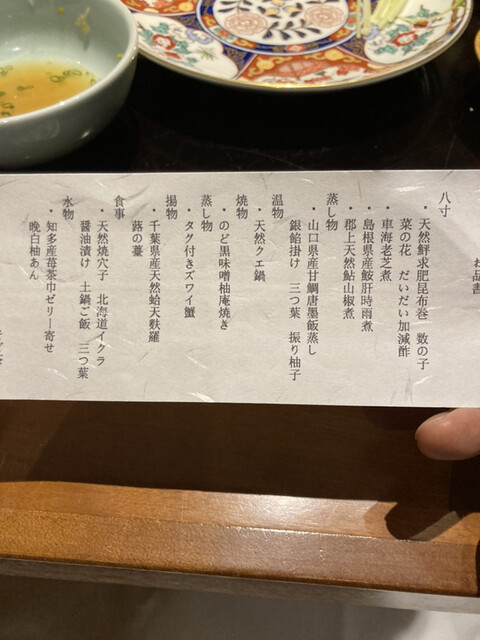 お品書
八寸
・天然鮮求肥昆布巻 数の子
菜の花 だいだい加減酢
・車海老芝煮
・島根県産鮟肝時雨煮
・郡上天然鮎山椒煮
蒸し物
・山口県産甘鯛唐墨飯蒸し
銀餡掛け 三つ葉 振り柚子
温物
・天然クエ鍋
焼物
・のど黒味噌柚庵焼き
蒸し物
・タグ付きズワイ蟹
揚物
・千葉県産天然蛤天麩羅
蕗の薹
食事
・天然焼穴子 北海道イクラ
醤油漬け 土鍋ご飯 三つ葉
水物
・知多産苺茶巾ゼリー寄せ
晩白柚あん